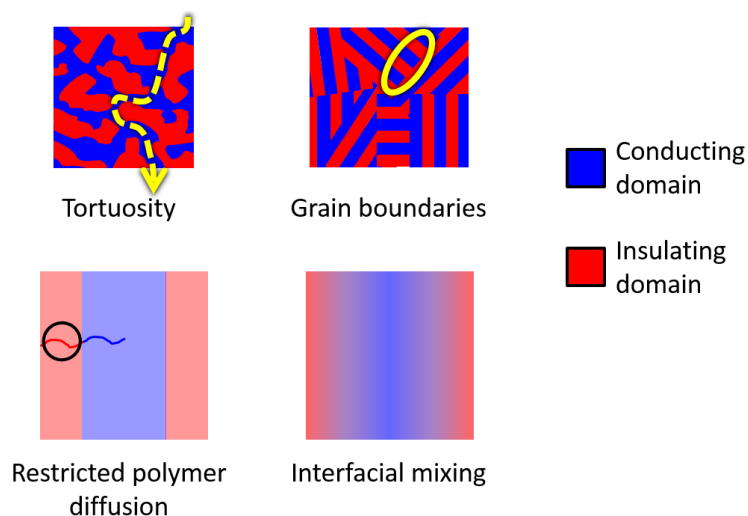 Tortuosity
Grain boundaries
Conducting
domain
Insulating
domain
Restricted polymer
diffusion
Interfacial mixing